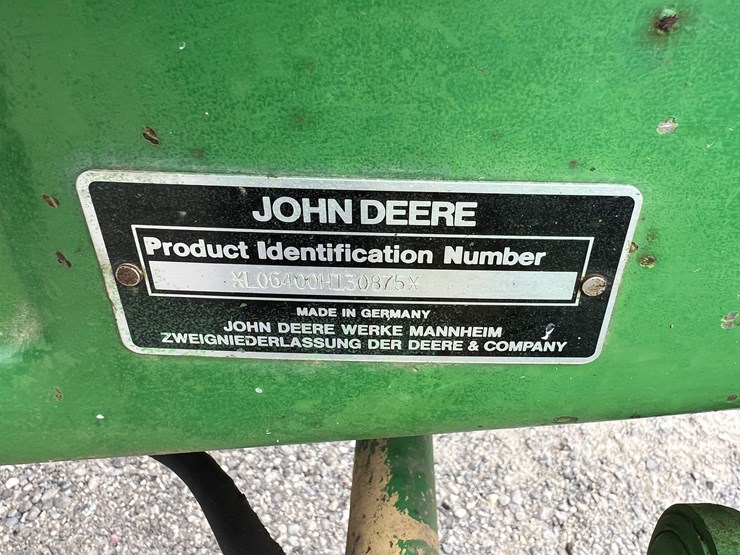 JOHN DEERE
Product Identification Number
XL06400H130875X
MADE IN GERMANY
JOHN DEERE WERKE MANNHEIM
ZWEIGNIEDERLASSUNG DER DEERE & COMPANY